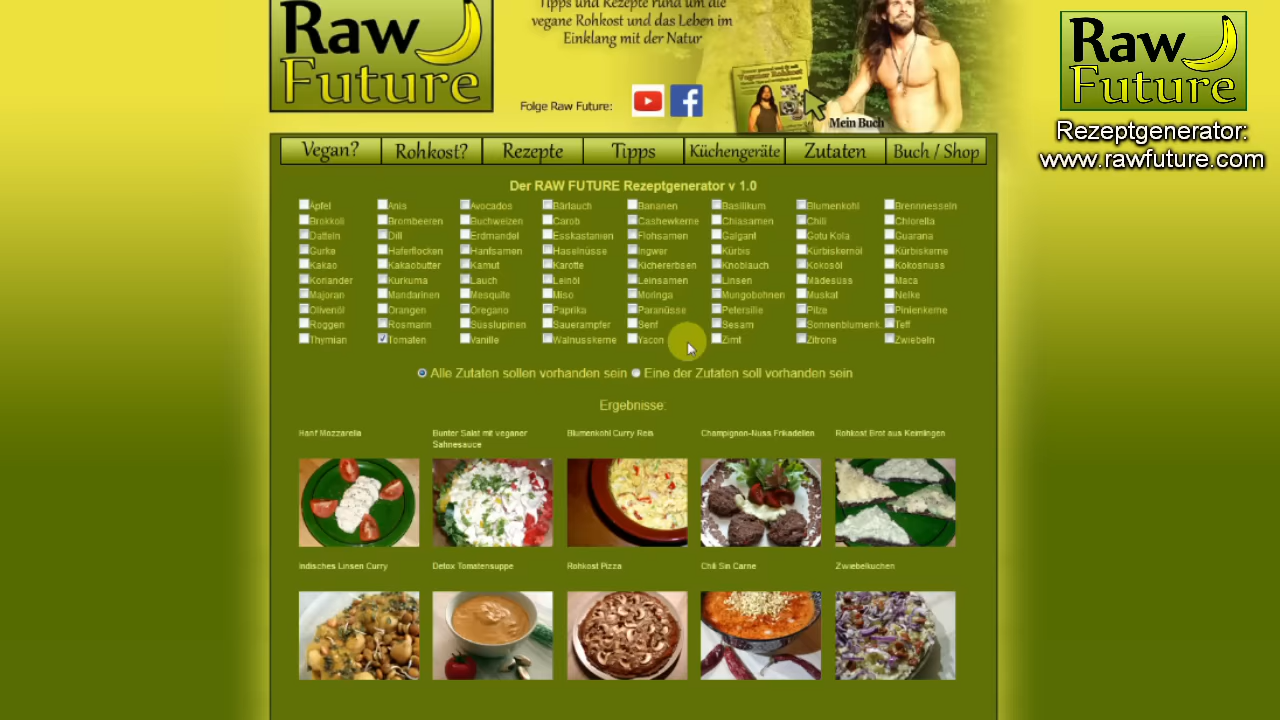 Raw
Future
Tipps und Rezepte rund um die
vegane Rohkost und das Leben im
Einklang mit der Natur
Folge Raw Future:
Mein Buch
Raw
Future
Rezeptgenerator:
www.rawfuture.com
Vegan? Rohkost? Rezepte Tipps Küchengeräte Zutaten Buch / Shop
Der RAW FUTURE Rezeptgenerator v 1.0
Äpfel Anis Avocados Bärlauch Bananen Basilikum Blumenkohl Brennnesseln
Brokkoli Brombeeren Buchweizen Carob Cashewkerne Chiasamen Chili Chlorella
Datteln Dill Erdmandel Esskastanien Flohsamen Galgant Gotu Kola Guarana
Gurke Haferflocken Hanfsamen Haselnüsse Ingwer Kürbis Kürbiskernöl Kürbiskerne
Kakao Kakaobutter Kamut Karotte Kichererbsen Knoblauch Kokosöl Kokosnuss
Koriander Kurkuma Lauch Leinöl Leinsamen Linsen Mädesüss Maca
Majoran Mandarinen Mesquite Miso Moringa Mungobohnen Muskat Nelke
Olivenöl Orangen Oregano Paprika Paranüsse Petersilie Pilze Pinienkerne
Roggen Rosmarin Süsslupinen Sauerampfer Senf Sesam Sonnenblumenk. Teff
Thymian Tomaten Vanille Walnusskerne Yacon Zimt Zitrone Zwiebeln
Alle Zutaten sollen vorhanden sein Eine der Zutaten soll vorhanden sein
Ergebnisse:
Hanf Mozzarella Bunter Salat mit veganer Blumenkohl Curry Reis Champignon-Nuss Frikadellen Rohkost Brot aus Keimlingen
Sahnesauce
Indisches Linsen Curry Detox Tomatensuppe Rohkost Pizza Chili Sin Carne Zwiebelkuchen